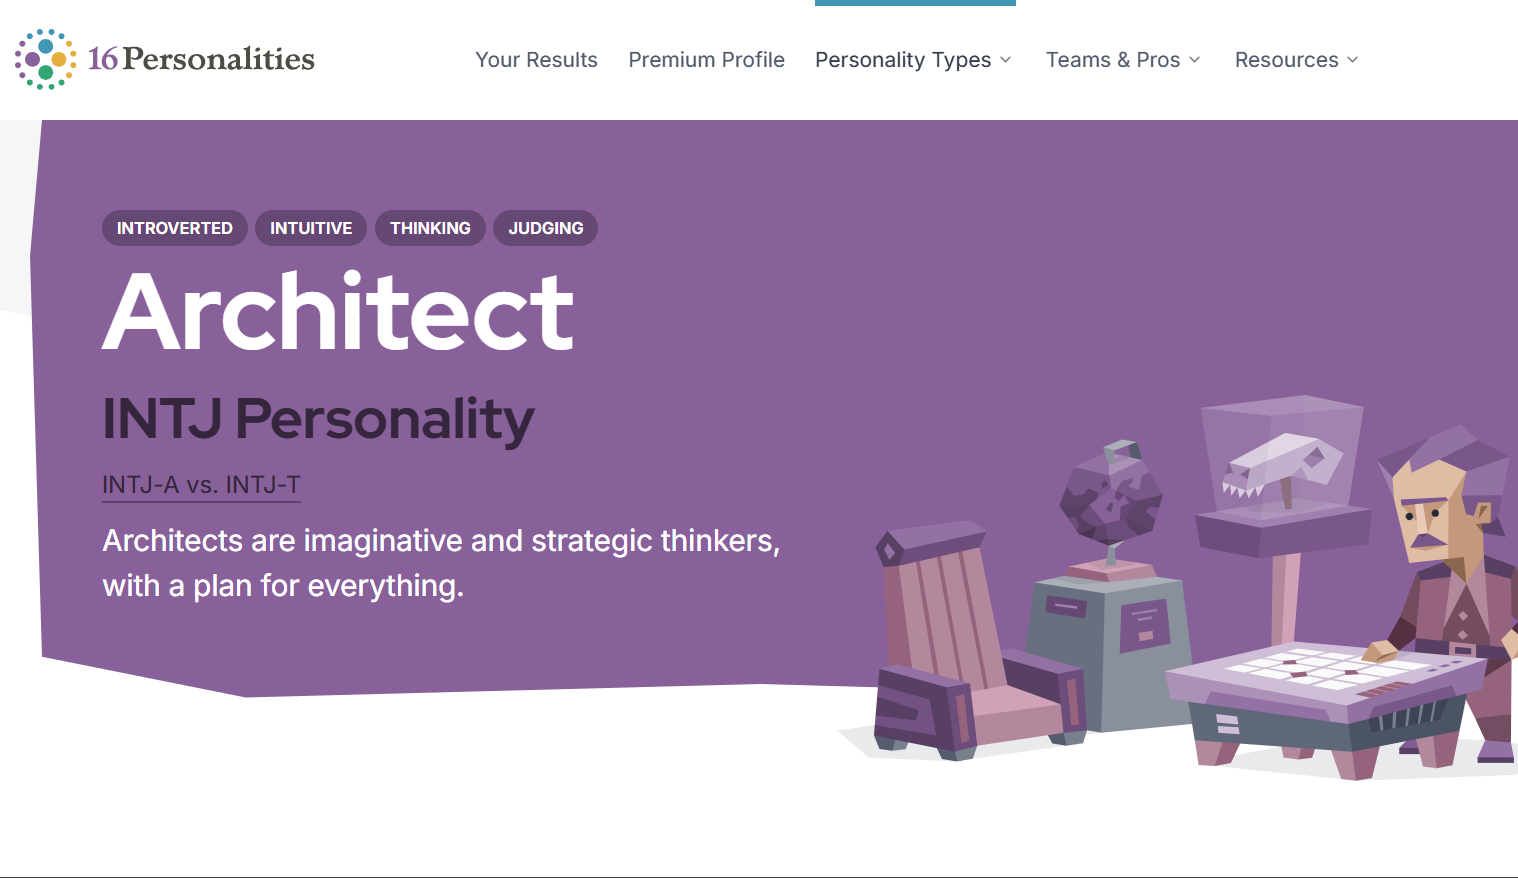 16Personalities
Your Results
Premium Profile
Personality Types
Teams & Pros
Resources
INTROVERTED
INTUITIVE
THINKING
JUDGING
Architect
INTJ Personality
INTJ-A vs. INTJ-T
Architects are imaginative and strategic thinkers,
with a plan for everything.